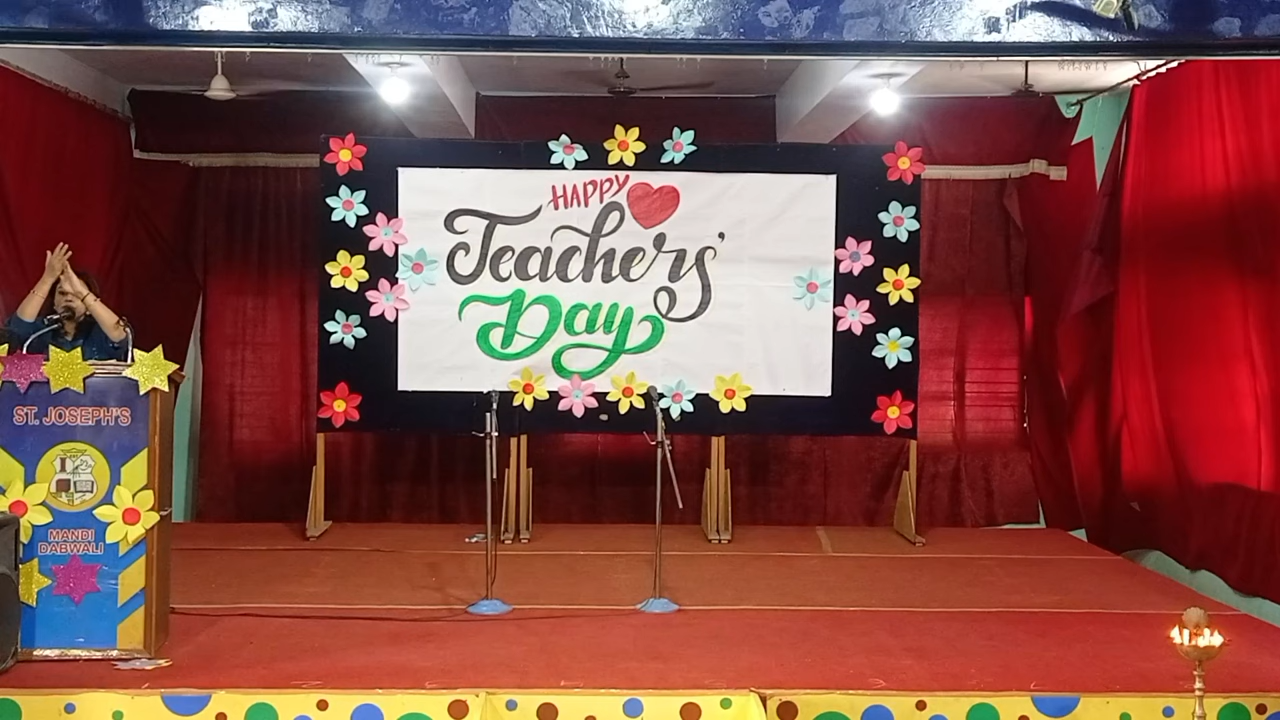 HAPPY
Teachers'
Day
ST. JOSEPH'S
MANDI
DABWALI